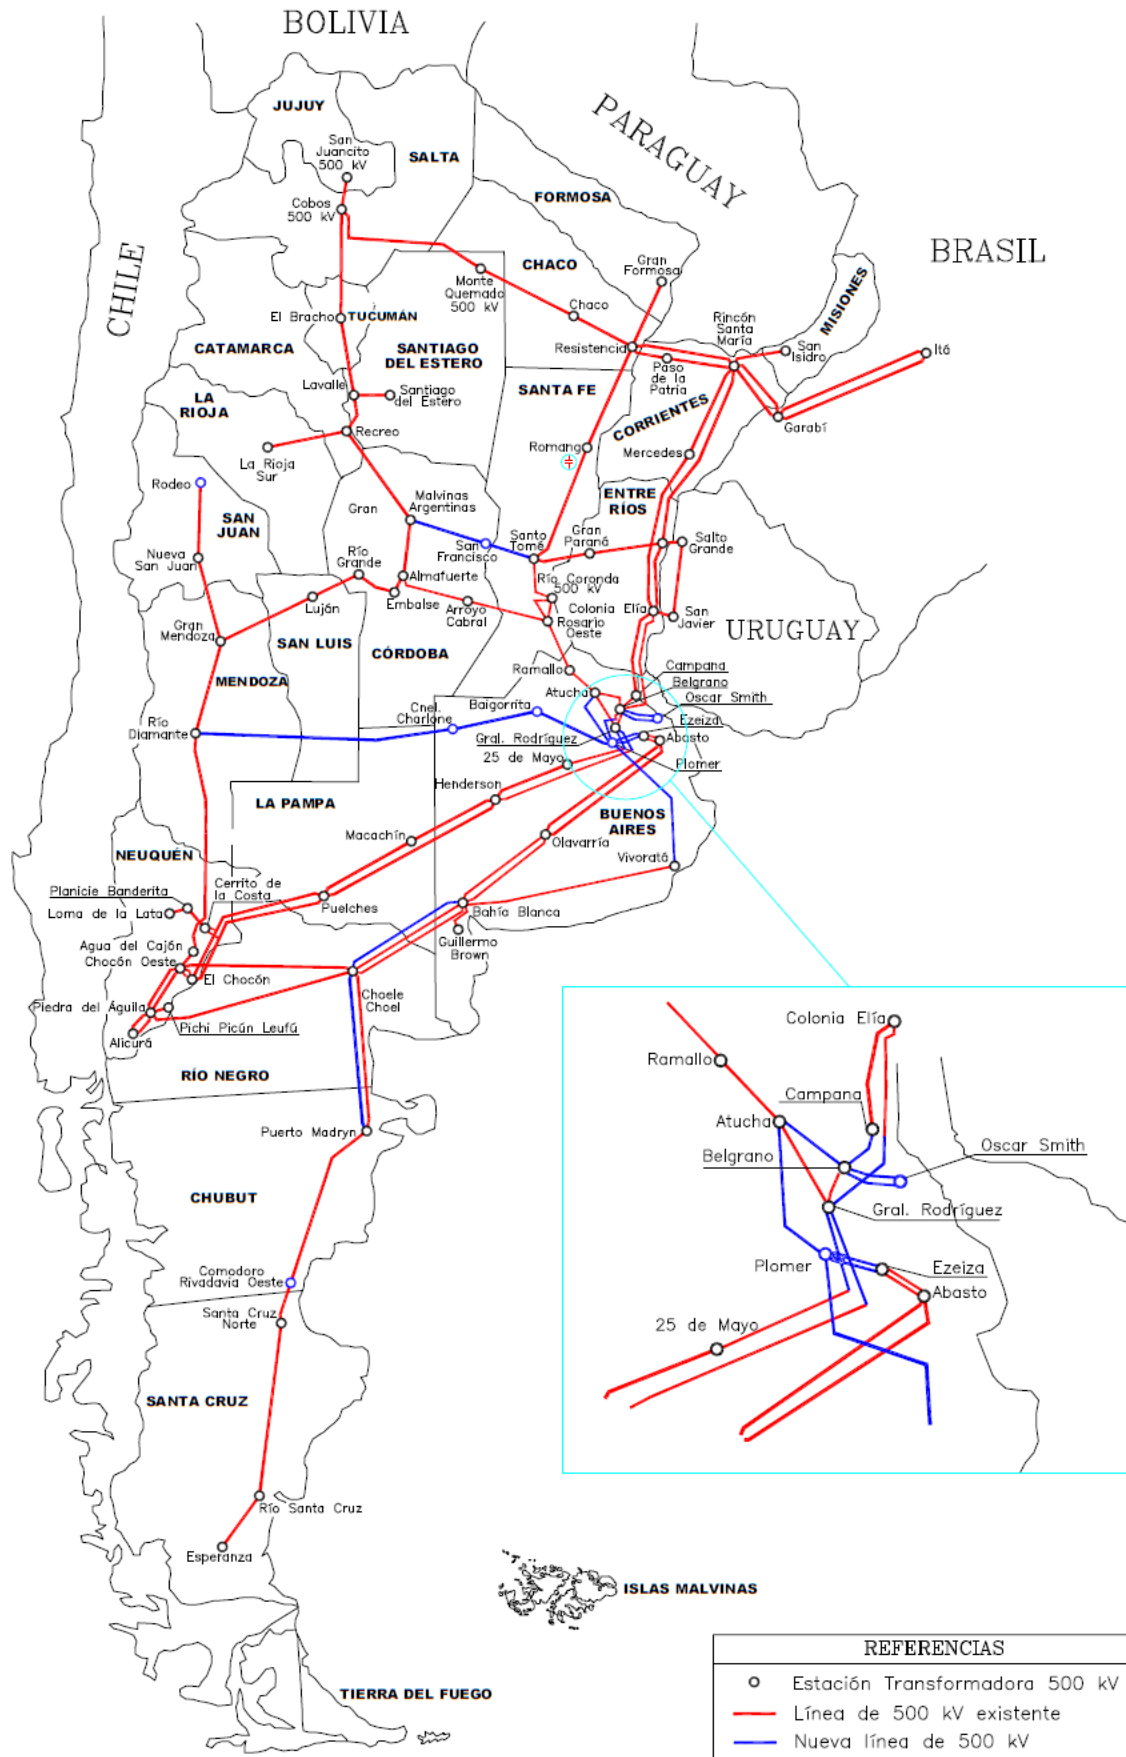 BOLIVIA
PARAGUAY
BRASIL
CHILE
JUJUY
San
Juancito
500 kV
SALTA
FORMOSA
Cobos
500 kV
CHACO
Gran
Formosa
MISIONES
Monte
Quemado
500 kV
Chaco
El Bracho
TUCUMÁN
Rincón
Santa
María
San
Isidro
Itá
CATAMARCA
SANTIAGO
DEL ESTERO
Resistencia
Paso
de la
Patria
LA
RIOJA
Lavalle
Santiago
del Estero
SANTA FE
CORRIENTES
Garabí
Recreo
La Rioja
Sur
Romang
Mercedes
Rodeo
SAN
JUAN
Gran
Malvinas
Argentinas
ENTRE
RÍOS
Nueva
San Juan
Río
Grande
San
Francisco
Santo
Tomé
Gran
Paraná
Salto
Grande
Almafuerte
Embalse
Río Coronda
500 kV
Luján
Arroyo
Cabral
Rosario
Oeste
Colonia
Elía
San
Javier
Gran
Mendoza
SAN LUIS
CÓRDOBA
URUGUAY
MENDOZA
Ramallo
Campana
Belgrano
Oscar Smith
Atucha
Río
Diamante
Cnel.
Charlone
Baigorrita
Ezeiza
Gral. Rodríguez
Abasto
25 de Mayo
Plomer
Henderson
LA PAMPA
BUENOS
AIRES
Macachín
Olavarría
Vivoratá
NEUQUÉN
Planicie Banderita
Cerrito de
la Costa
Loma de la Lata
Puelches
Bahía Blanca
Guillermo
Brown
Agua del Cajón
Chocón Oeste
El Chocón
Choele
Choel
Piedra del Águila
Pichi Picún Leufú
Alicurá
RÍO NEGRO
Puerto Madryn
CHUBUT
Comodoro
Rivadavia Oeste
Santa Cruz
Norte
SANTA CRUZ
Río Santa Cruz
Esperanza
ISLAS MALVINAS
TIERRA DEL FUEGO
Colonia Elía
Ramallo
Campana
Atucha
Belgrano
Oscar Smith
Gral. Rodríguez
Plomer
Ezeiza
Abasto
25 de Mayo
REFERENCIAS
Estación Transformadora 500 kV
Línea de 500 kV existente
Nueva línea de 500 kV